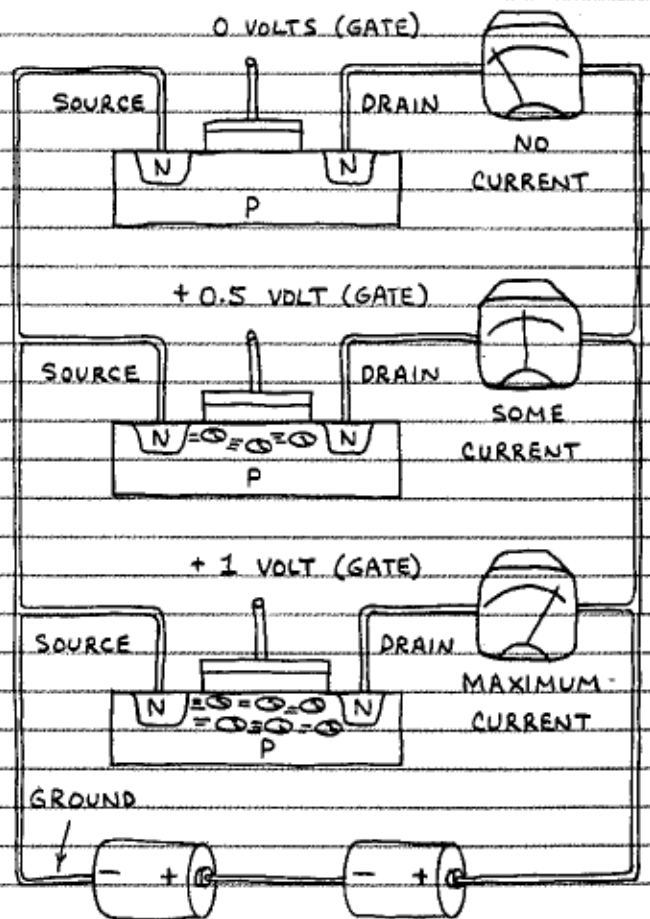 0 VOLTS (GATE)
SOURCE
DRAIN
N
N
P
NO
CURRENT
+ 0.5 VOLT (GATE)
SOURCE
DRAIN
N
N
P
SOME
CURRENT
+ 1 VOLT (GATE)
SOURCE
DRAIN
N
N
P
MAXIMUM
CURRENT
GROUND
- +
- +